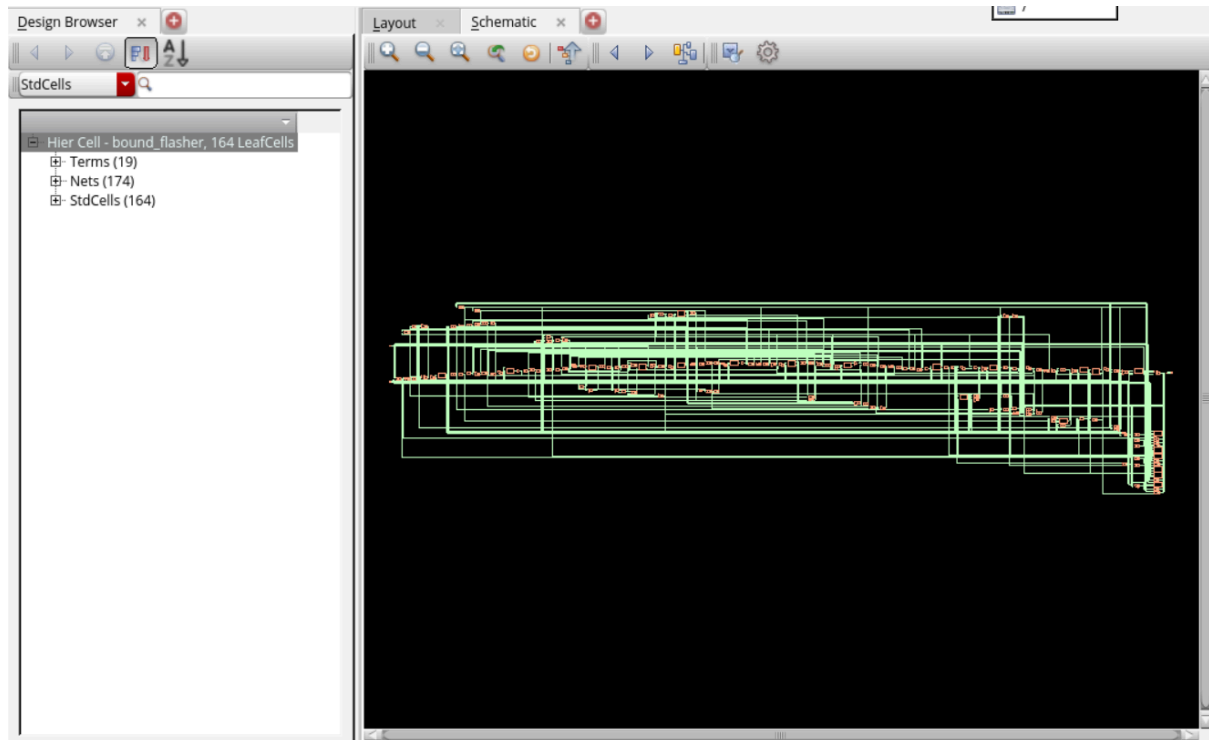 Design Browser
Layout
Schematic
StdCells
Hier Cell - bound_flasher, 164 LeafCells
Terms (19)
Nets (174)
StdCells (164)